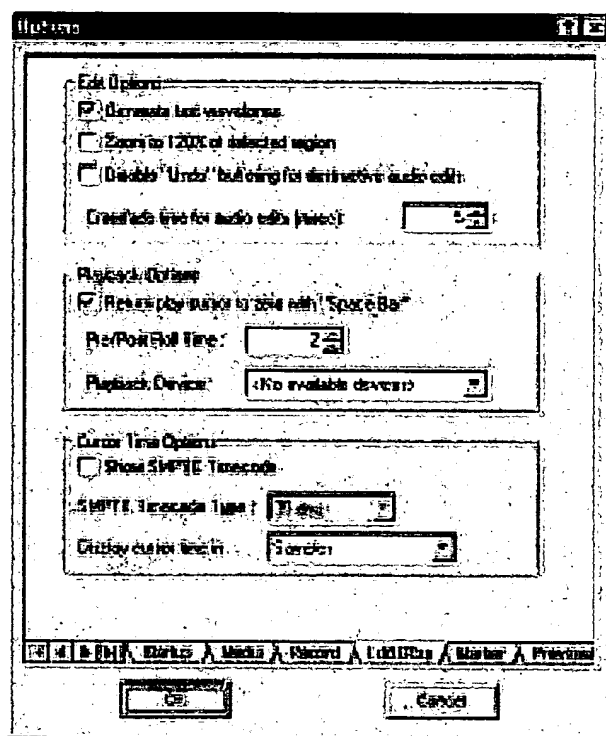 Options
Edit Options
Generate fast waveforms
Zoom to 120% of selected region
Disable "Undo" buffering for destructive audio edits
Crossfade time for audio edits (msec): 5
Playback Options
Return play cursor to zero with "Space Bar"
Pre/Post Roll Time: 2
Playback Device: <No available devices>
Cursor Time Options
Show SMPTE Timecode
SMPTE Timecode Type:
Display cursor time in:
Startup Media Record Edit/Play Marker
OK Cancel